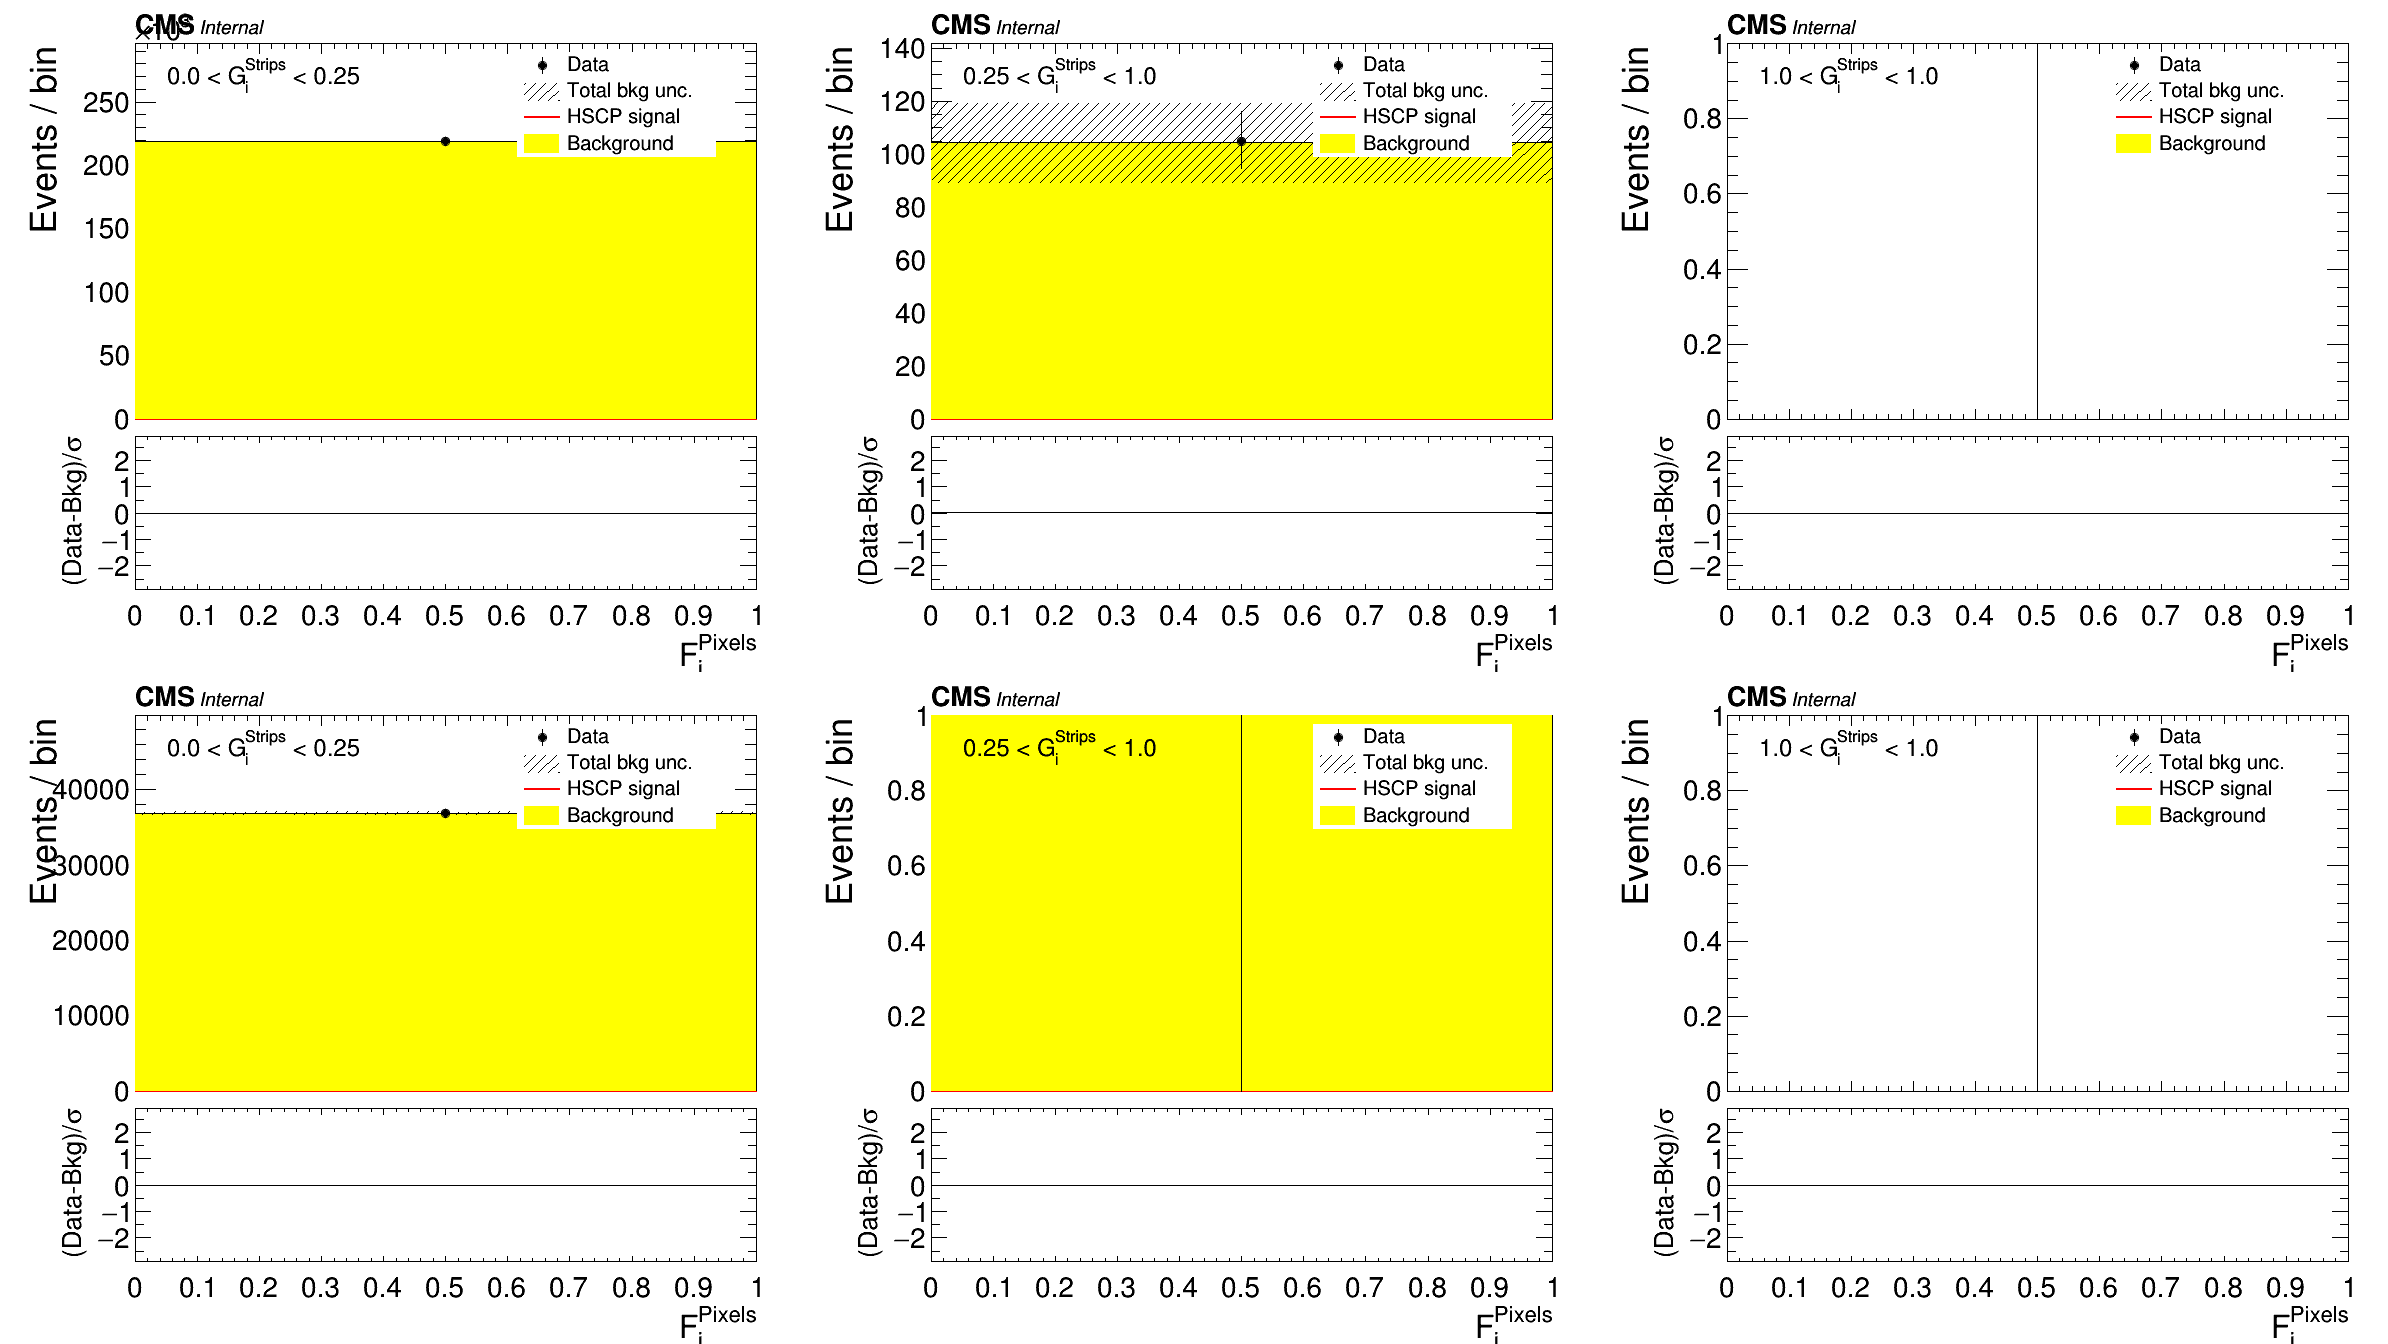 CMS Internal
×10³
Events / bin
0.0 < G_i^Strips < 0.25
Data
Total bkg unc.
HSCP signal
Background
250
200
150
100
50
0
(Data-Bkg)/σ
2
1
0
−1
−2
0 0.1 0.2 0.3 0.4 0.5 0.6 0.7 0.8 0.9 1
F_i^Pixels
CMS Internal
Events / bin
0.25 < G_i^Strips < 1.0
Data
Total bkg unc.
HSCP signal
Background
140
120
100
80
60
40
20
0
(Data-Bkg)/σ
2
1
0
−1
−2
0 0.1 0.2 0.3 0.4 0.5 0.6 0.7 0.8 0.9 1
F_i^Pixels
CMS Internal
Events / bin
1.0 < G_i^Strips < 1.0
Data
Total bkg unc.
HSCP signal
Background
1
0.8
0.6
0.4
0.2
0
(Data-Bkg)/σ
2
1
0
−1
−2
0 0.1 0.2 0.3 0.4 0.5 0.6 0.7 0.8 0.9 1
F_i^Pixels
CMS Internal
Events / bin
0.0 < G_i^Strips < 0.25
Data
Total bkg unc.
HSCP signal
Background
40000
30000
20000
10000
0
(Data-Bkg)/σ
2
1
0
−1
−2
0 0.1 0.2 0.3 0.4 0.5 0.6 0.7 0.8 0.9 1
F_i^Pixels
CMS Internal
Events / bin
0.25 < G_i^Strips < 1.0
Data
Total bkg unc.
HSCP signal
Background
1
0.8
0.6
0.4
0.2
0
(Data-Bkg)/σ
2
1
0
−1
−2
0 0.1 0.2 0.3 0.4 0.5 0.6 0.7 0.8 0.9 1
F_i^Pixels
CMS Internal
Events / bin
1.0 < G_i^Strips < 1.0
Data
Total bkg unc.
HSCP signal
Background
1
0.8
0.6
0.4
0.2
0
(Data-Bkg)/σ
2
1
0
−1
−2
0 0.1 0.2 0.3 0.4 0.5 0.6 0.7 0.8 0.9 1
F_i^Pixels